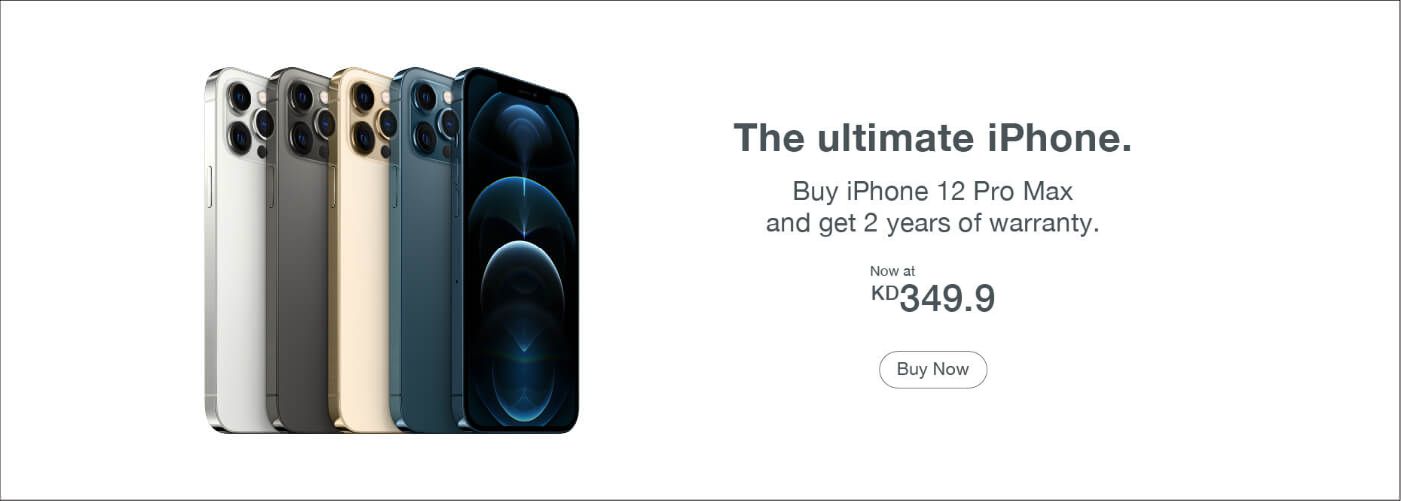 The ultimate iPhone.
Buy iPhone 12 Pro Max
and get 2 years of warranty.
Now at
KD349.9
Buy Now